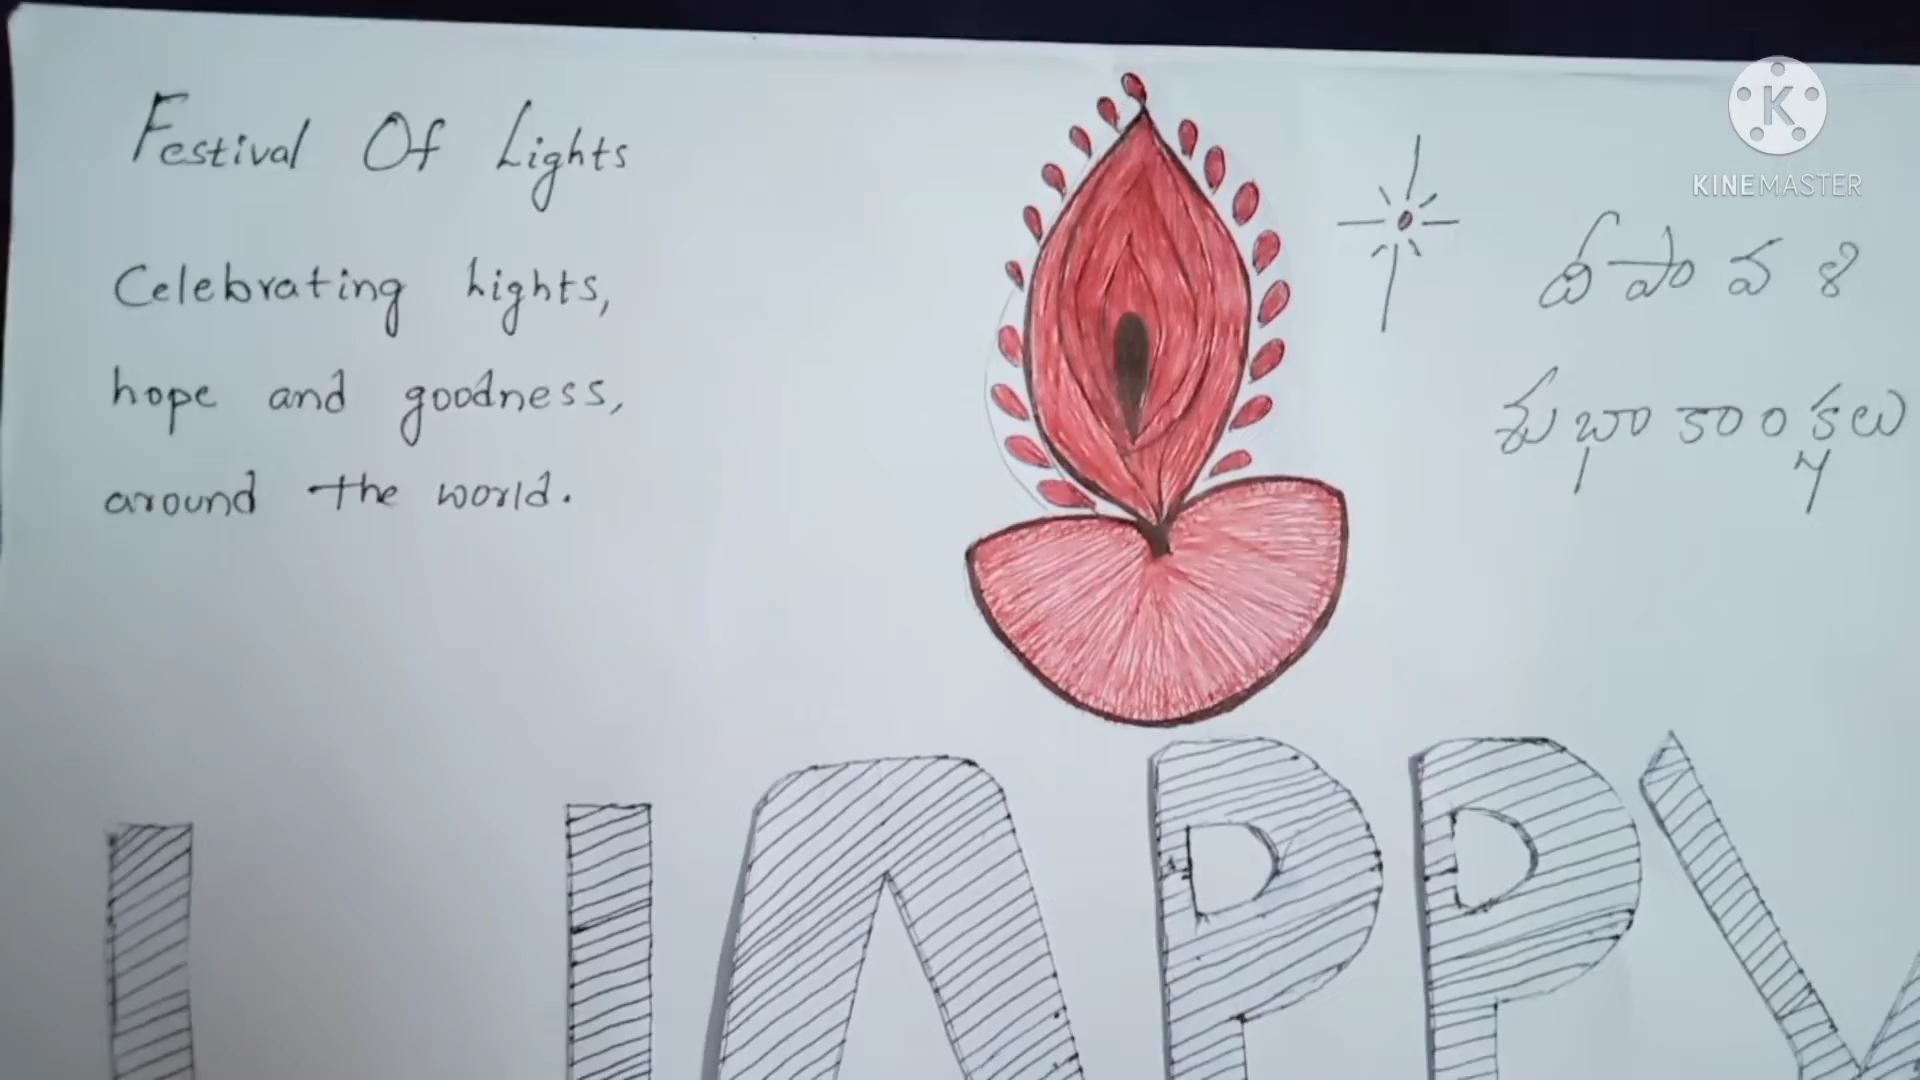 Festival Of Lights
Celebrating Lights,
hope and goodness,
around the world.
దీపావళి
శుభాకాంక్షలు
HAPPY
KINEMASTER